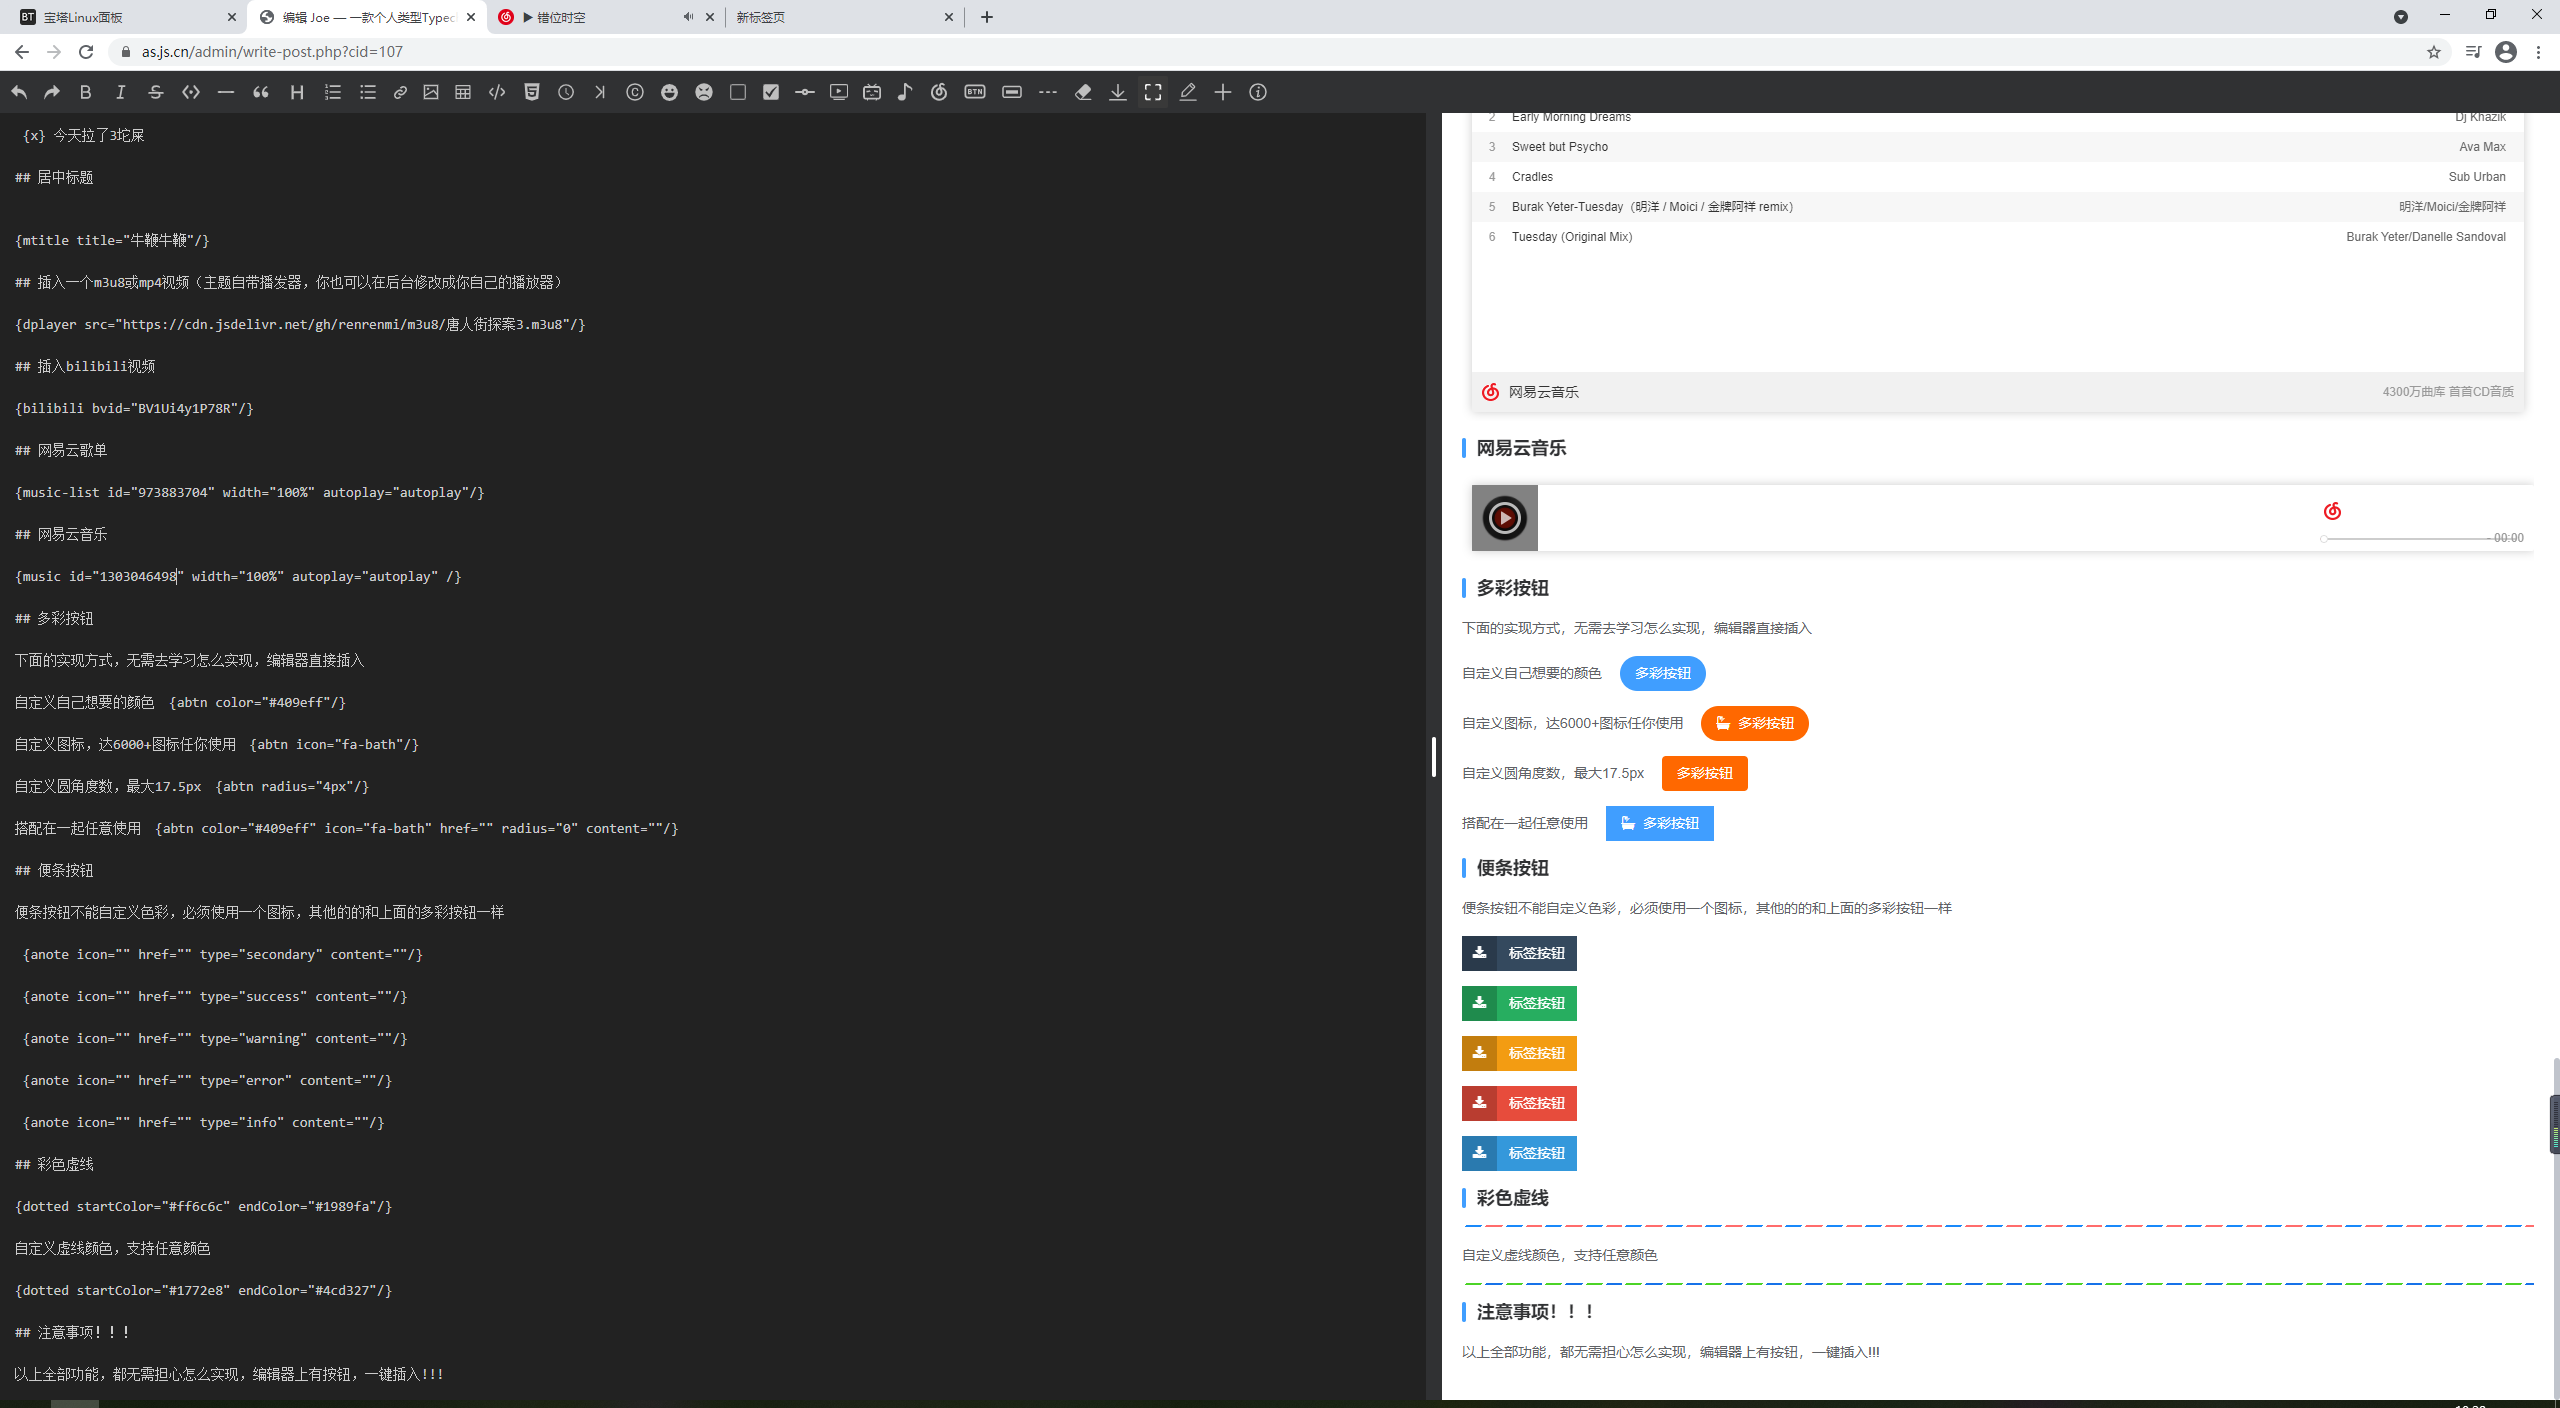 宝塔Linux面板
编辑 Joe — 一款个人类型Typec
▶ 错位时空
新标签页
as.js.cn/admin/write-post.php?cid=107
{x} 今天拉了3坨屎
## 居中标题
{mtitle title="牛鞭牛鞭"/}
## 插入一个m3u8或mp4视频（主题自带播发器，你也可以在后台修改成你自己的播放器）
{dplayer src="https://cdn.jsdelivr.net/gh/renrenmi/m3u8/唐人街探案3.m3u8"/}
## 插入bilibili视频
{bilibili bvid="BV1Ui4y1P78R"/}
## 网易云歌单
{music-list id="973883704" width="100%" autoplay="autoplay"/}
## 网易云音乐
{music id="1303046498" width="100%" autoplay="autoplay" /}
## 多彩按钮
下面的实现方式，无需去学习怎么实现，编辑器直接插入
自定义自己想要的颜色 {abtn color="#409eff"/}
自定义图标，达6000+图标任你使用 {abtn icon="fa-bath"/}
自定义圆角度数，最大17.5px {abtn radius="4px"/}
搭配在一起任意使用 {abtn color="#409eff" icon="fa-bath" href="" radius="0" content=""/}
## 便条按钮
便条按钮不能自定义色彩，必须使用一个图标，其他的的和上面的多彩按钮一样
{anote icon="" href="" type="secondary" content=""/}
{anote icon="" href="" type="success" content=""/}
{anote icon="" href="" type="warning" content=""/}
{anote icon="" href="" type="error" content=""/}
{anote icon="" href="" type="info" content=""/}
## 彩色虚线
{dotted startColor="#ff6c6c" endColor="#1989fa"/}
自定义虚线颜色，支持任意颜色
{dotted startColor="#1772e8" endColor="#4cd327"/}
## 注意事项！！！
以上全部功能，都无需担心怎么实现，编辑器上有按钮，一键插入!!!
2 Early Morning Dreams Dj Khazik
3 Sweet but Psycho Ava Max
4 Cradles Sub Urban
5 Burak Yeter-Tuesday（明洋 / Moici / 金牌阿祥 remix） 明洋/Moici/金牌阿祥
6 Tuesday (Original Mix) Burak Yeter/Danelle Sandoval
网易云音乐 4300万曲库 首首CD音质
网易云音乐
- 00:00
多彩按钮
下面的实现方式，无需去学习怎么实现，编辑器直接插入
自定义自己想要的颜色 多彩按钮
自定义图标，达6000+图标任你使用 多彩按钮
自定义圆角度数，最大17.5px 多彩按钮
搭配在一起任意使用 多彩按钮
便条按钮
便条按钮不能自定义色彩，必须使用一个图标，其他的的和上面的多彩按钮一样
标签按钮
标签按钮
标签按钮
标签按钮
标签按钮
彩色虚线
自定义虚线颜色，支持任意颜色
注意事项！！！
以上全部功能，都无需担心怎么实现，编辑器上有按钮，一键插入!!!